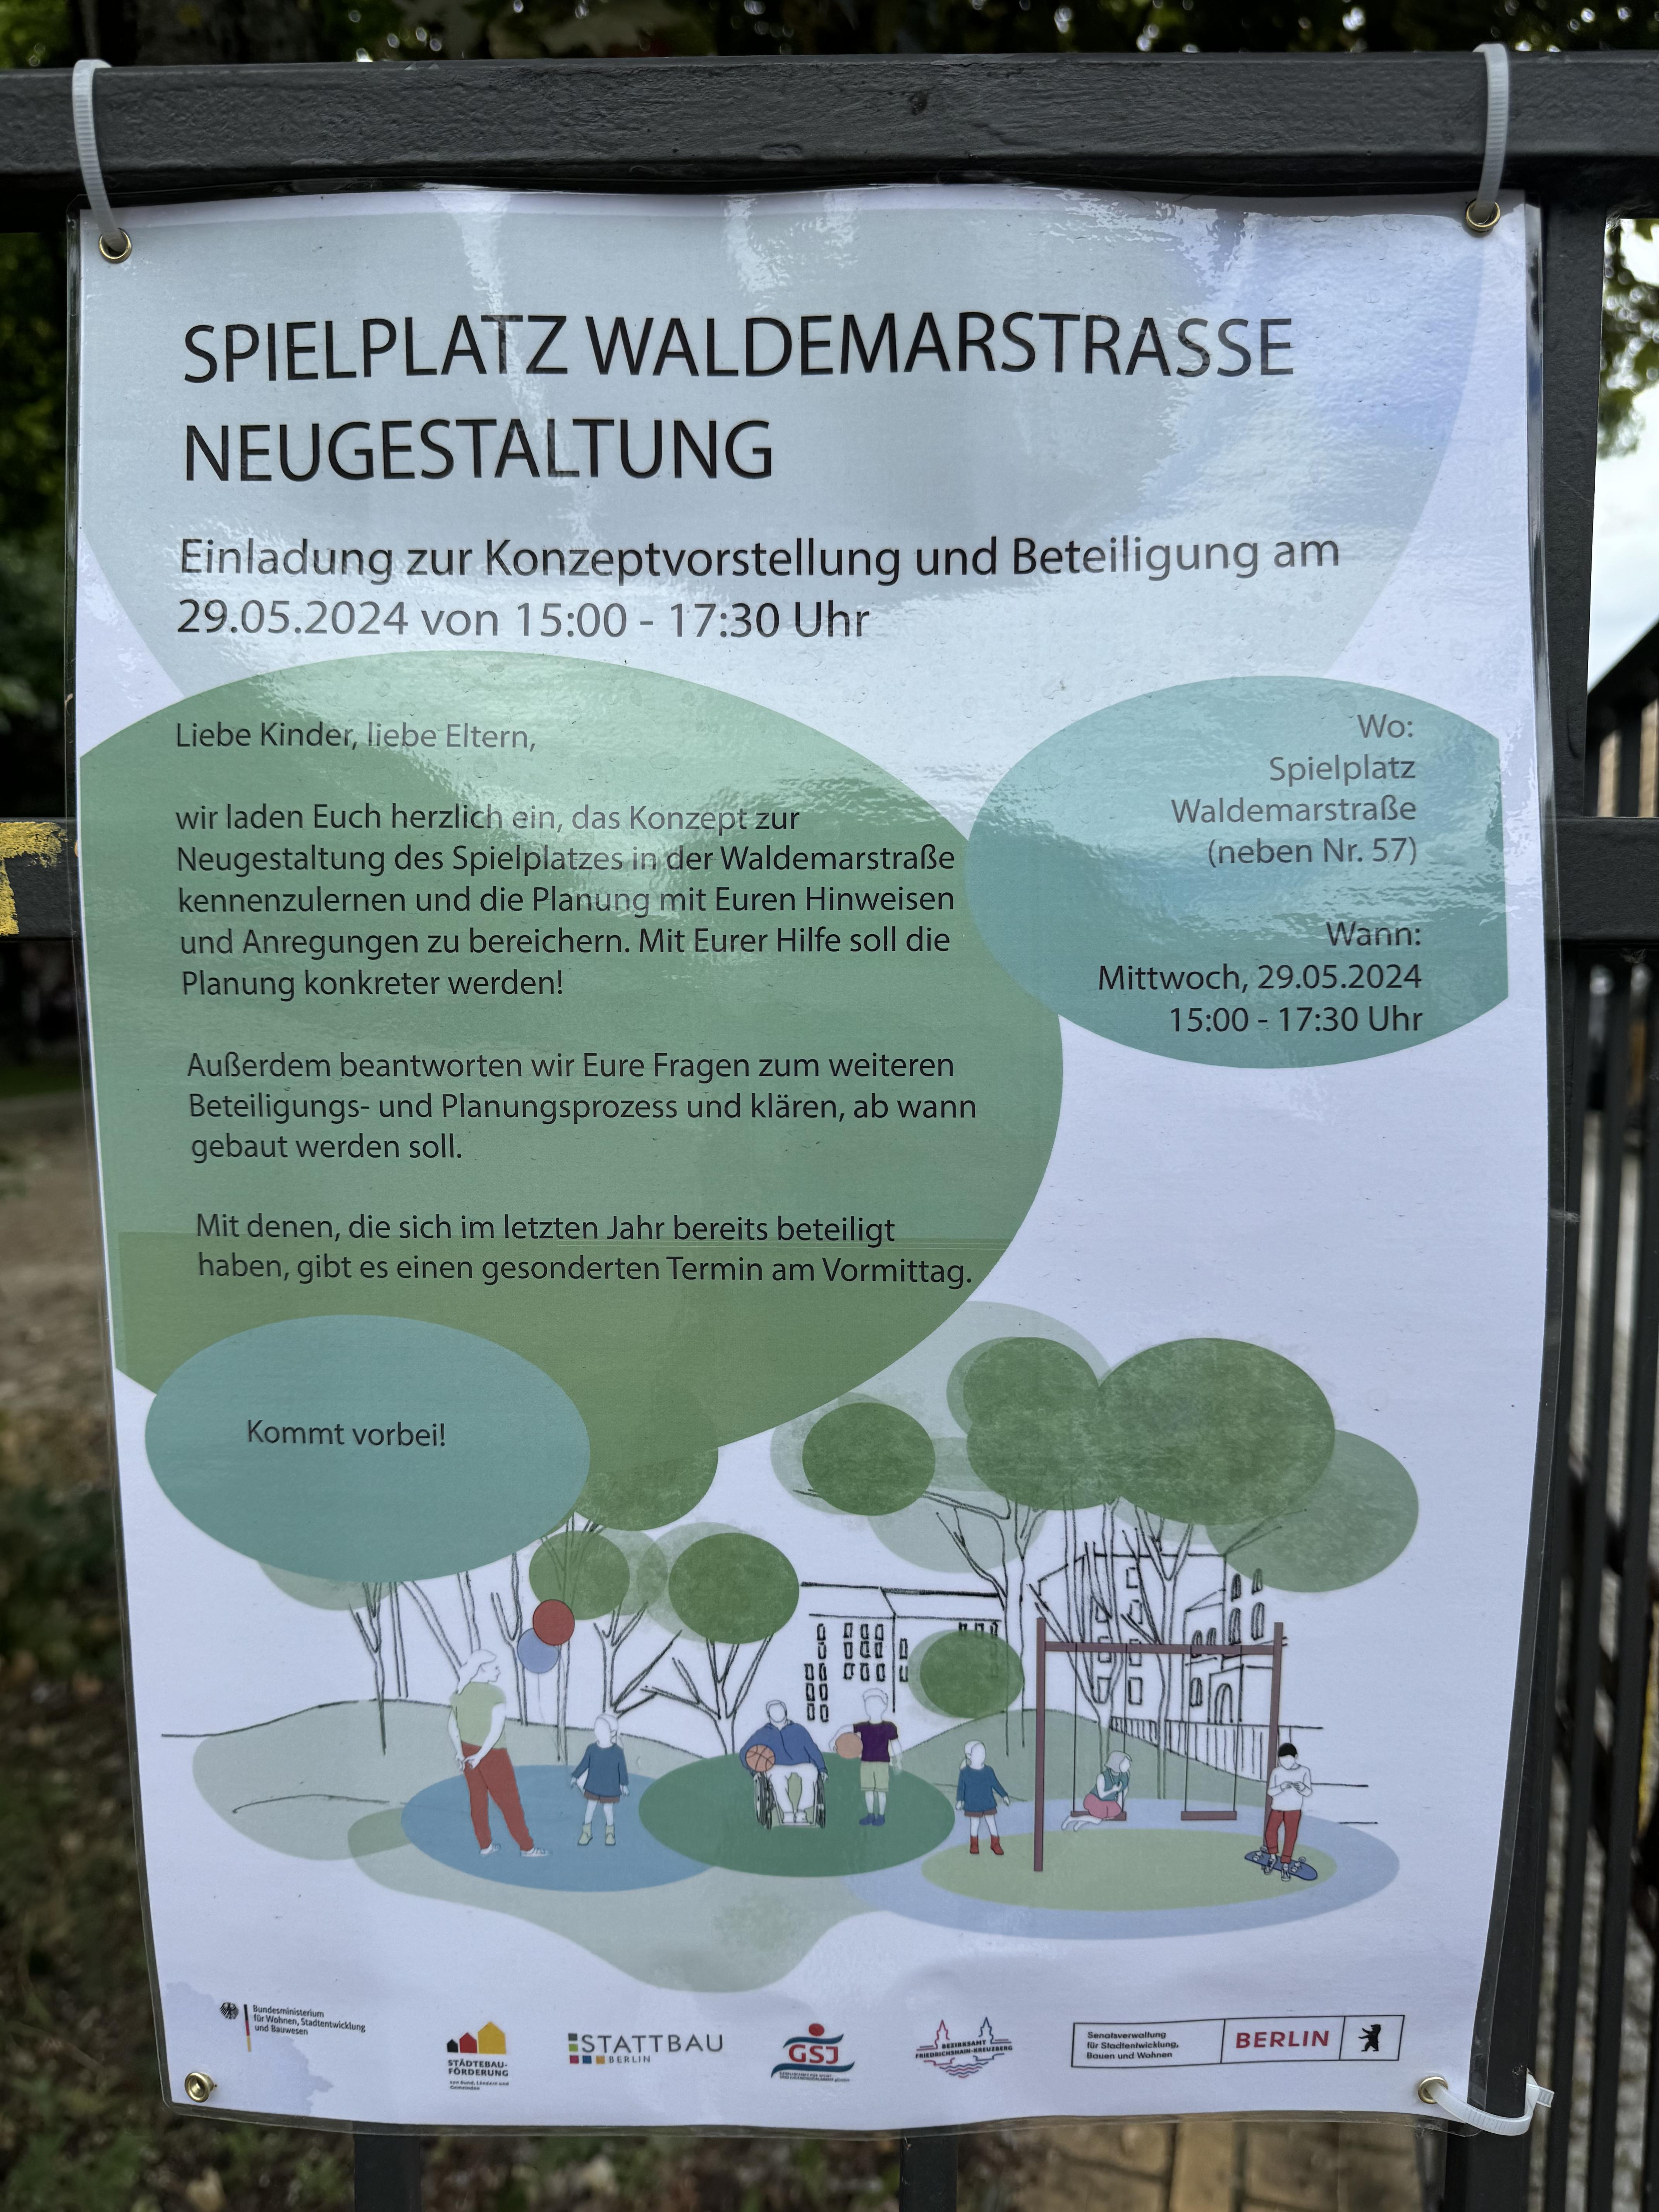 SPIELPLATZ WALDEMARSTRASSE
NEUGESTALTUNG
Einladung zur Konzeptvorstellung und Beteiligung am
29.05.2024 von 15:00 - 17:30 Uhr
Liebe Kinder, liebe Eltern,
wir laden Euch herzlich ein, das Konzept zur
Neugestaltung des Spielplatzes in der Waldemarstraße
kennenzulernen und die Planung mit Euren Hinweisen
und Anregungen zu bereichern. Mit Eurer Hilfe soll die
Planung konkreter werden!
Außerdem beantworten wir Eure Fragen zum weiteren
Beteiligungs- und Planungsprozess und klären, ab wann
gebaut werden soll.
Mit denen, die sich im letzten Jahr bereits beteiligt
haben, gibt es einen gesonderten Termin am Vormittag.
Wo:
Spielplatz
Waldemarstraße
(neben Nr. 57)
Wann:
Mittwoch, 29.05.2024
15:00 - 17:30 Uhr
Kommt vorbei!
Bundesministerium
für Wohnen, Stadtentwicklung
und Bauwesen
STÄDTEBAU-
FÖRDERUNG
von Bund, Ländern und
Gemeinden
STATTBAU
BERLIN
GSJ
BEZIRKSAMT
FRIEDRICHSHAIN-KREUZBERG
Senatsverwaltung
für Stadtentwicklung,
Bauen und Wohnen
BERLIN